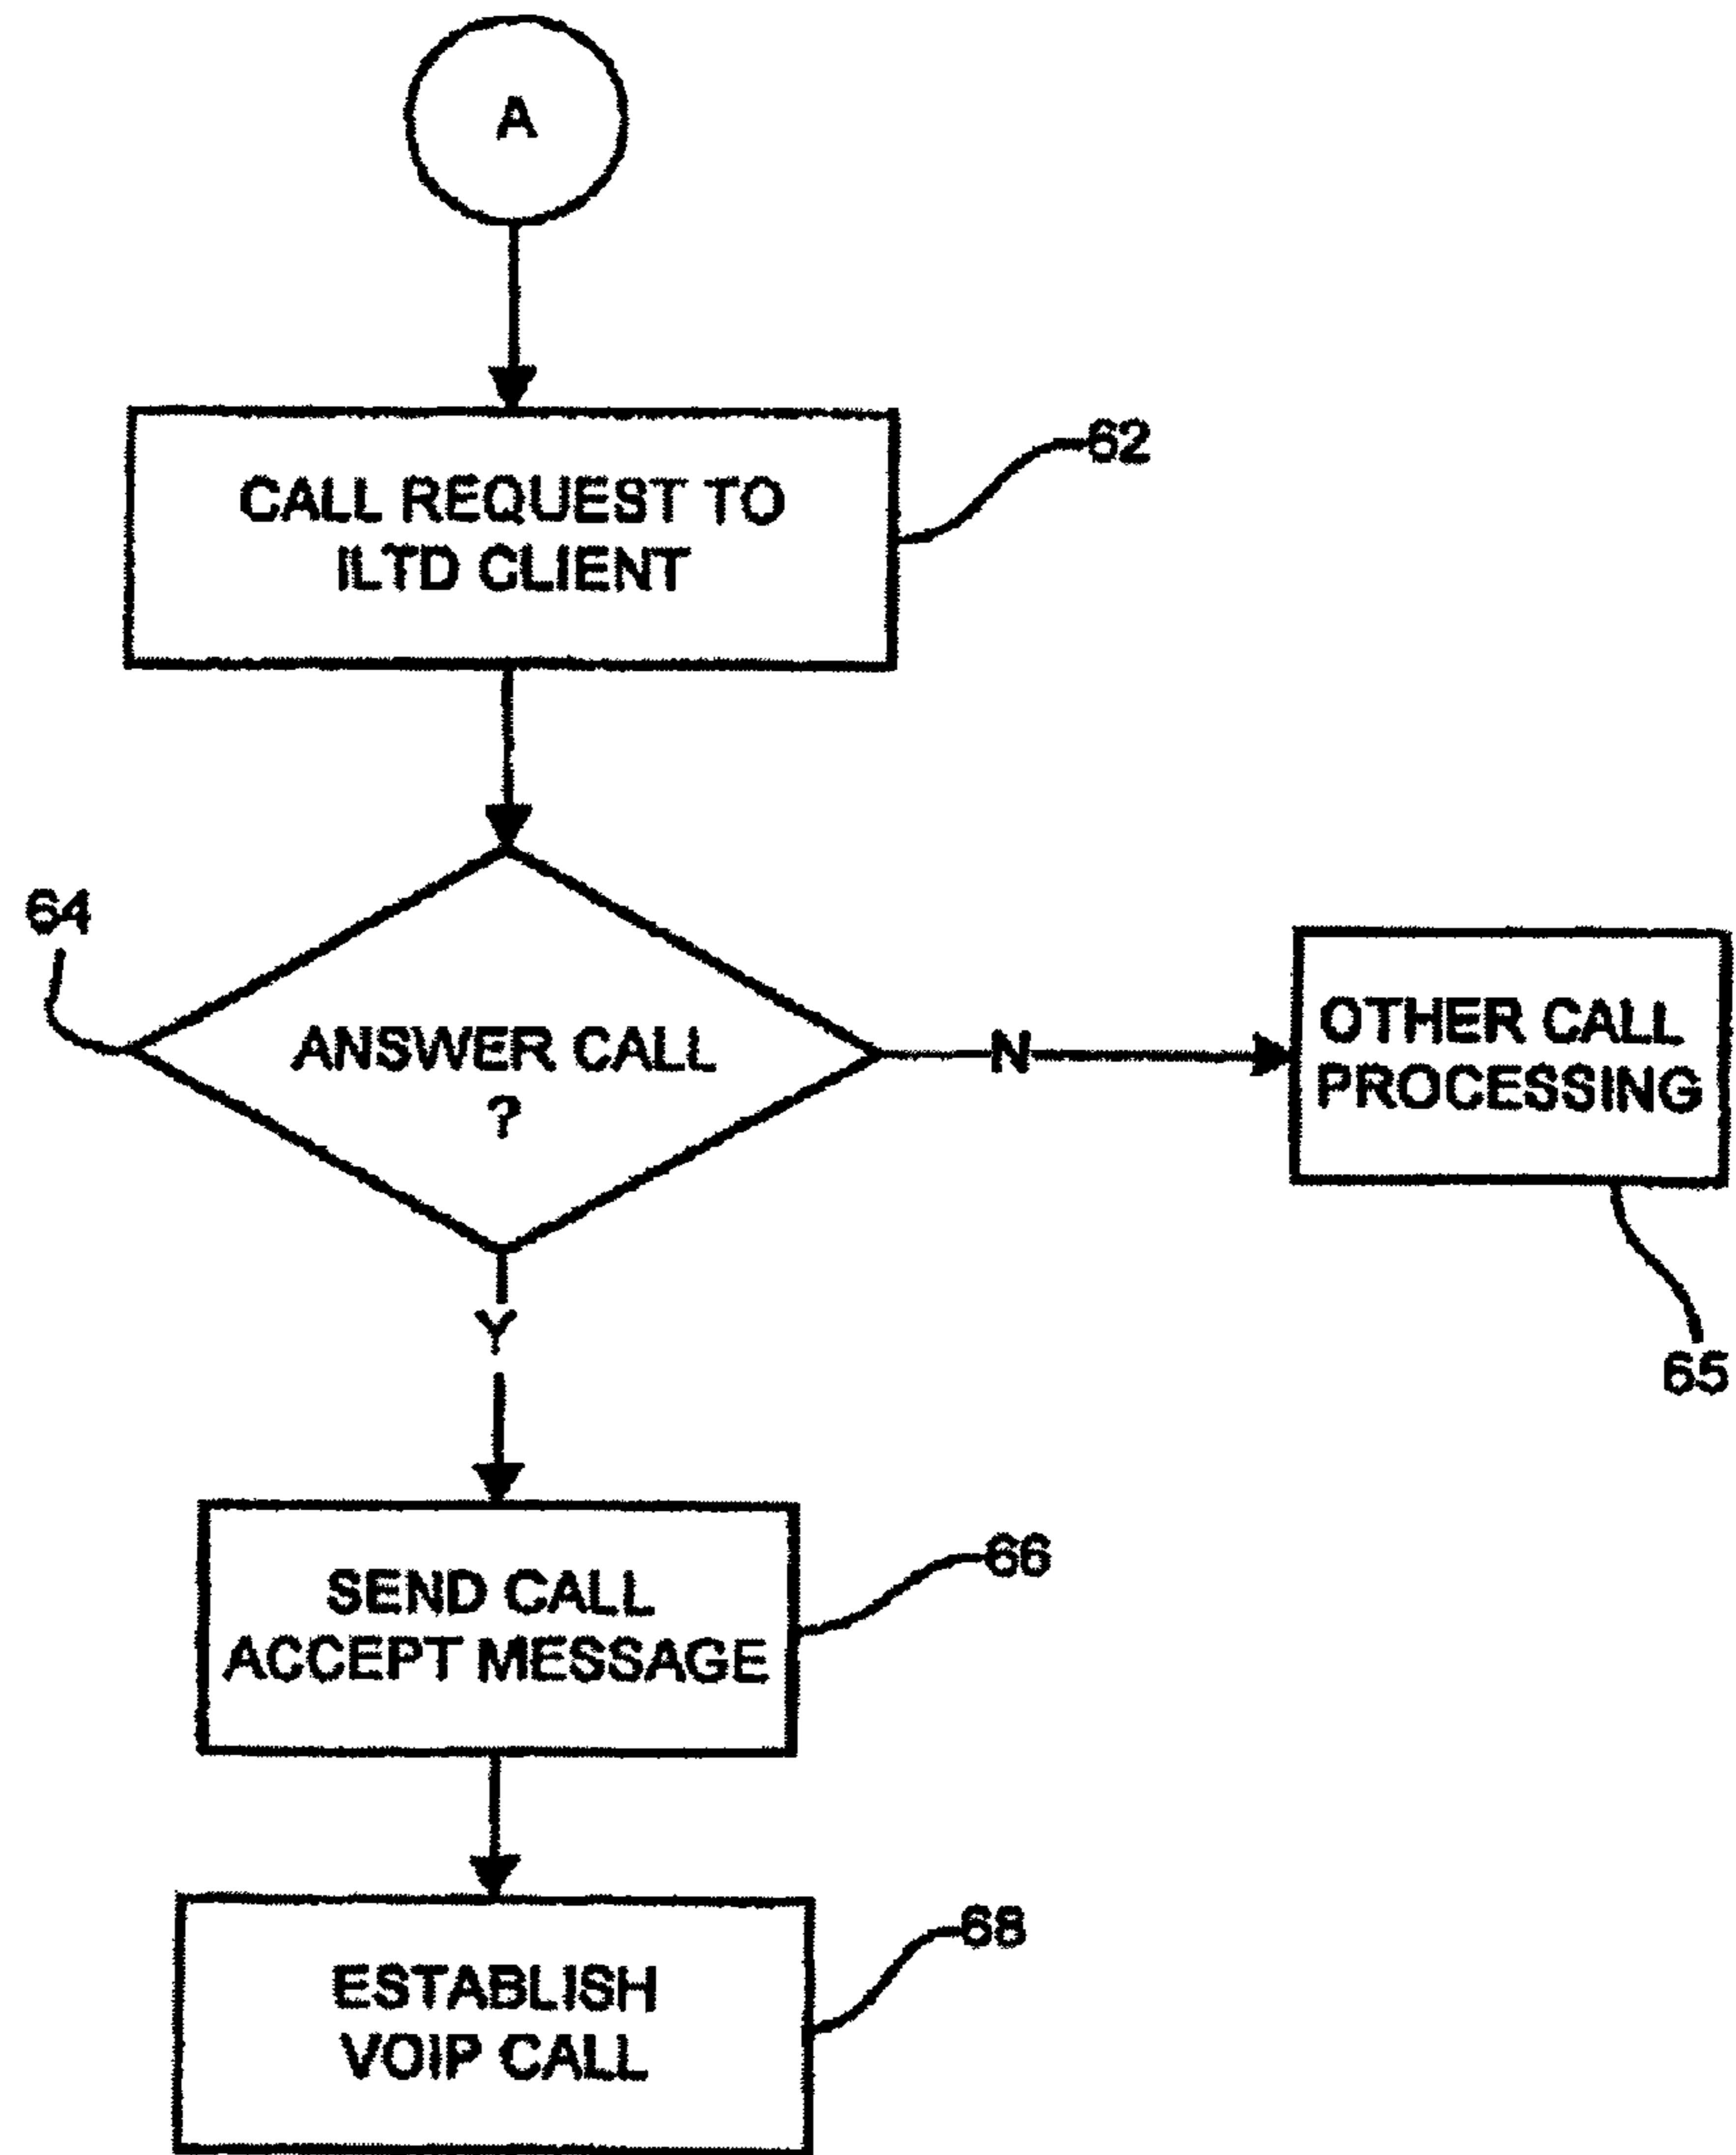 A
CALL REQUEST TO
ILTD CLIENT
62
64
ANSWER CALL
?
N
OTHER CALL
PROCESSING
65
Y
SEND CALL
ACCEPT MESSAGE
66
ESTABLISH
VOIP CALL
68